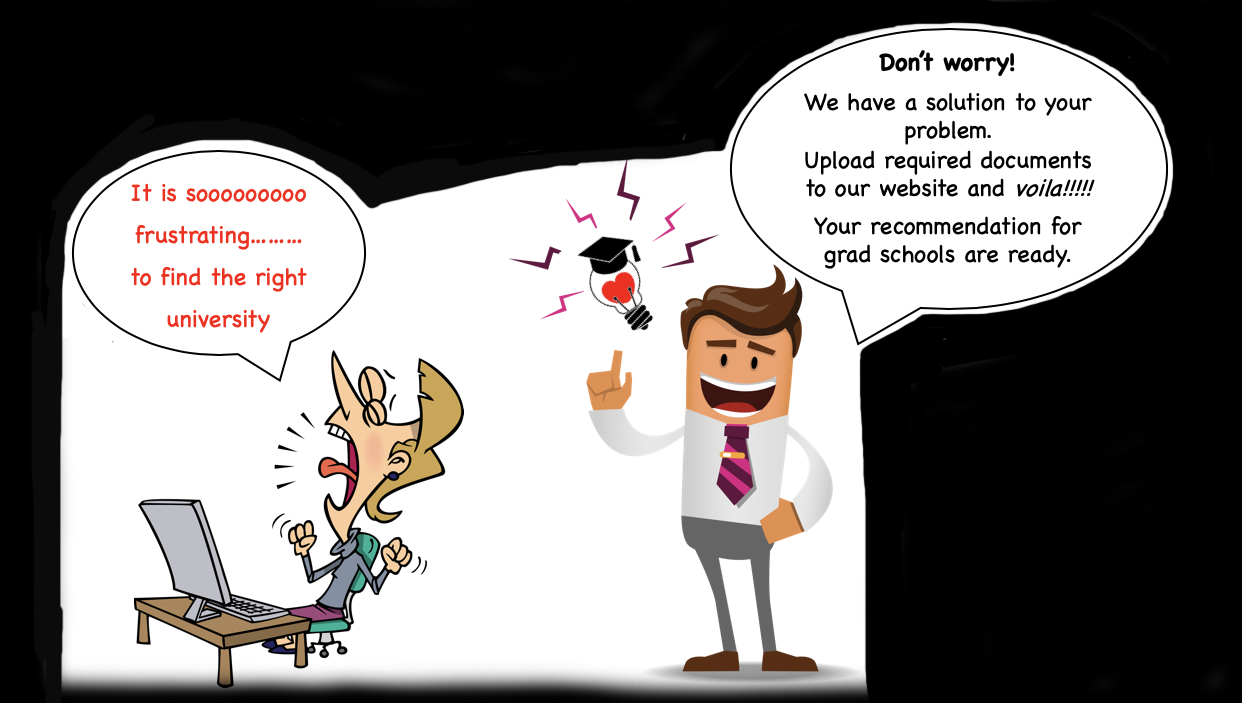 It is sooooooooo
frustrating.........
to find the right
university
Don't worry!
We have a solution to your
problem.
Upload required documents
to our website and voila!!!!!
Your recommendation for
grad schools are ready.